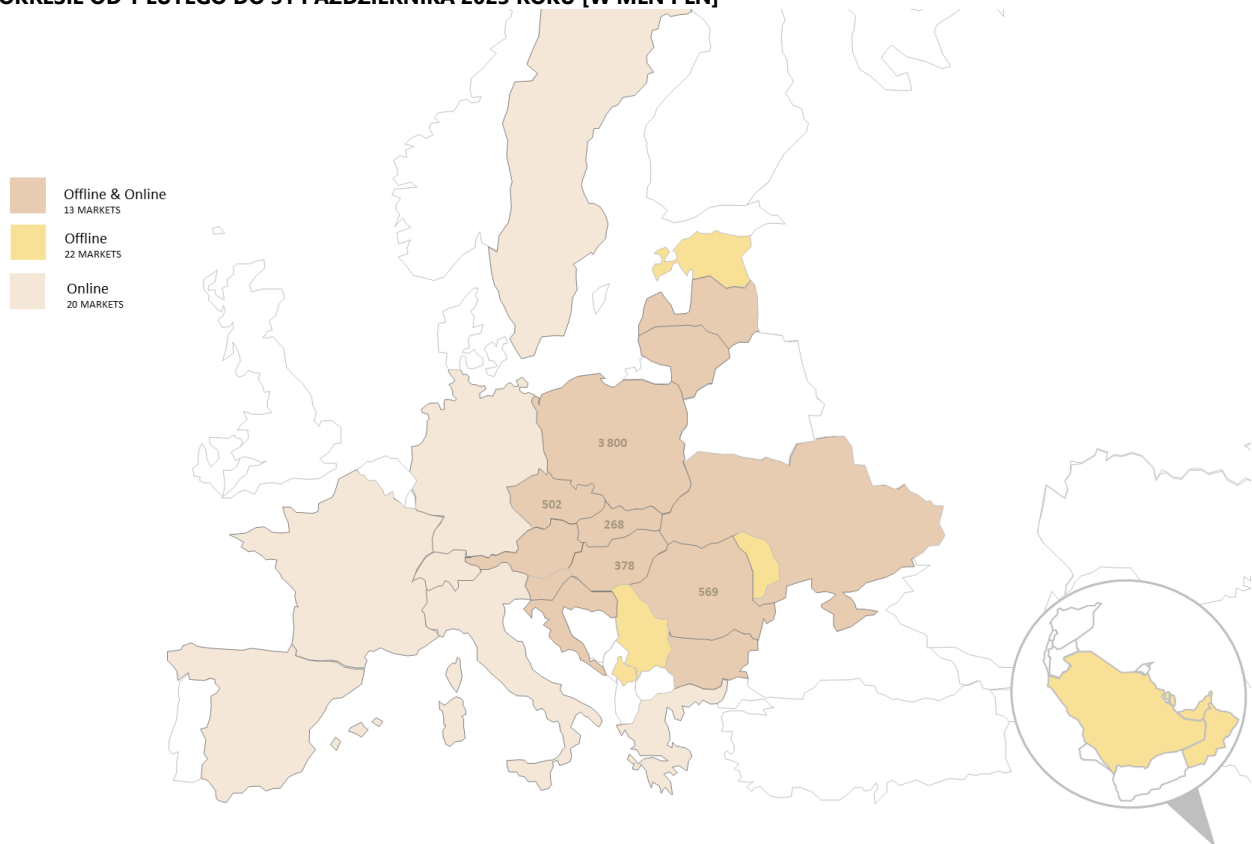 OKRESIE OD 1 LUTEGO DO 31 PAŹDZIERNIKA 2023 ROKU [W MLN PLN]
Offline & Online
13 MARKETS
Offline
22 MARKETS
Online
20 MARKETS
3 800
502
268
378
569